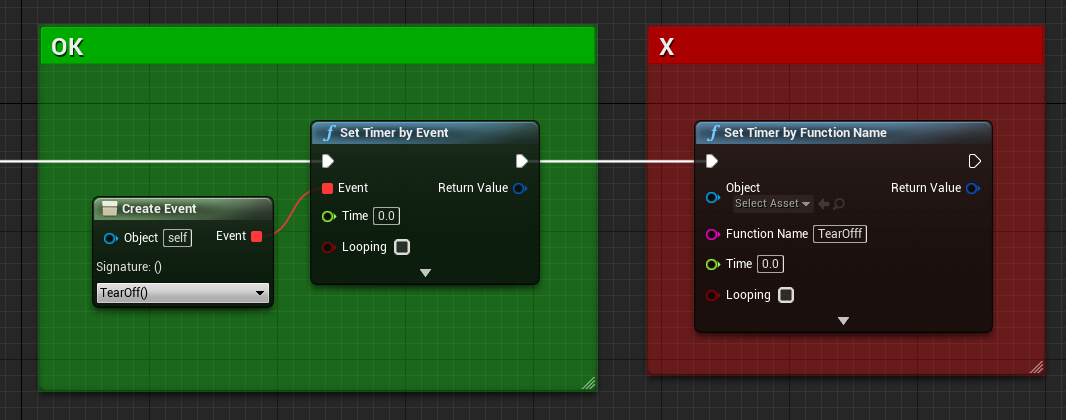 OK
Set Timer by Event
Event
Return Value
Time 0.0
Looping
Create Event
Object self
Event
Signature: ()
TearOff()
X
Set Timer by Function Name
Object
Return Value
Select Asset
Function Name TearOfff
Time 0.0
Looping